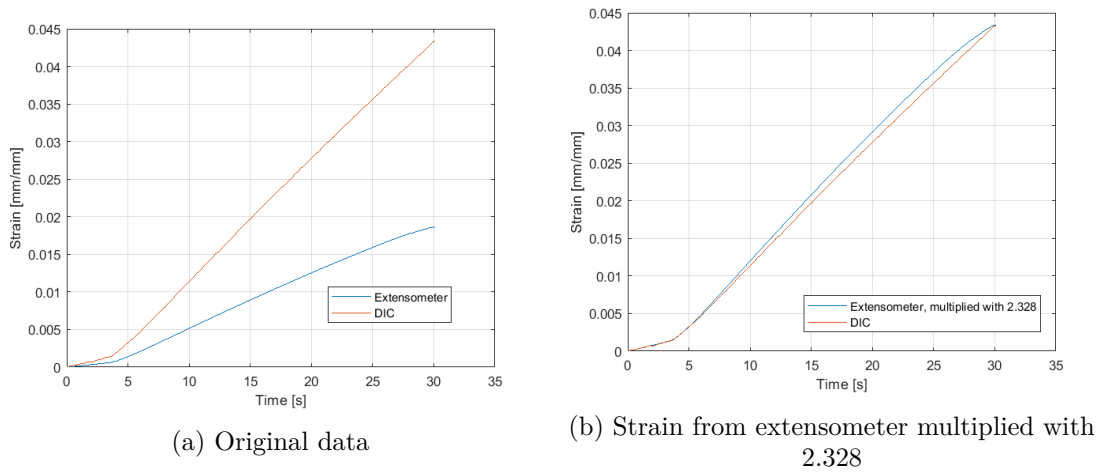 0.045
0.04
0.035
0.03
0.025
0.02
0.015
0.01
0.005
0
Strain [mm/mm]
Extensometer
DIC
0 5 10 15 20 25 30 35
Time [s]
(a) Original data
0.045
0.04
0.035
0.03
0.025
0.02
0.015
0.01
0.005
0
Strain [mm/mm]
Extensometer, multiplied with 2.328
DIC
0 5 10 15 20 25 30 35
Time [s]
(b) Strain from extensometer multiplied with
2.328